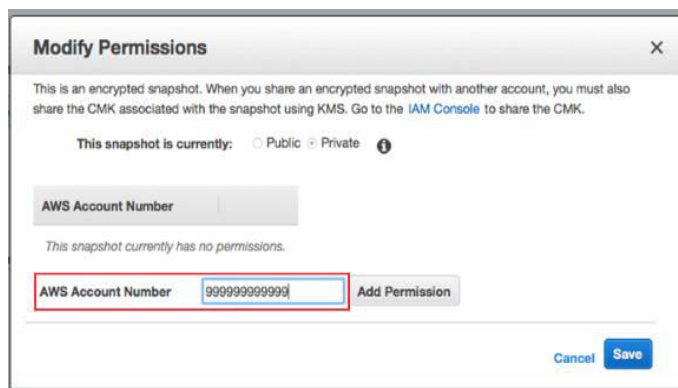 Modify Permissions
This is an encrypted snapshot. When you share an encrypted snapshot with another account, you must also
share the CMK associated with the snapshot using KMS. Go to the IAM Console to share the CMK.
This snapshot is currently: Public Private
AWS Account Number
This snapshot currently has no permissions.
AWS Account Number 999999999999 Add Permission
Cancel Save